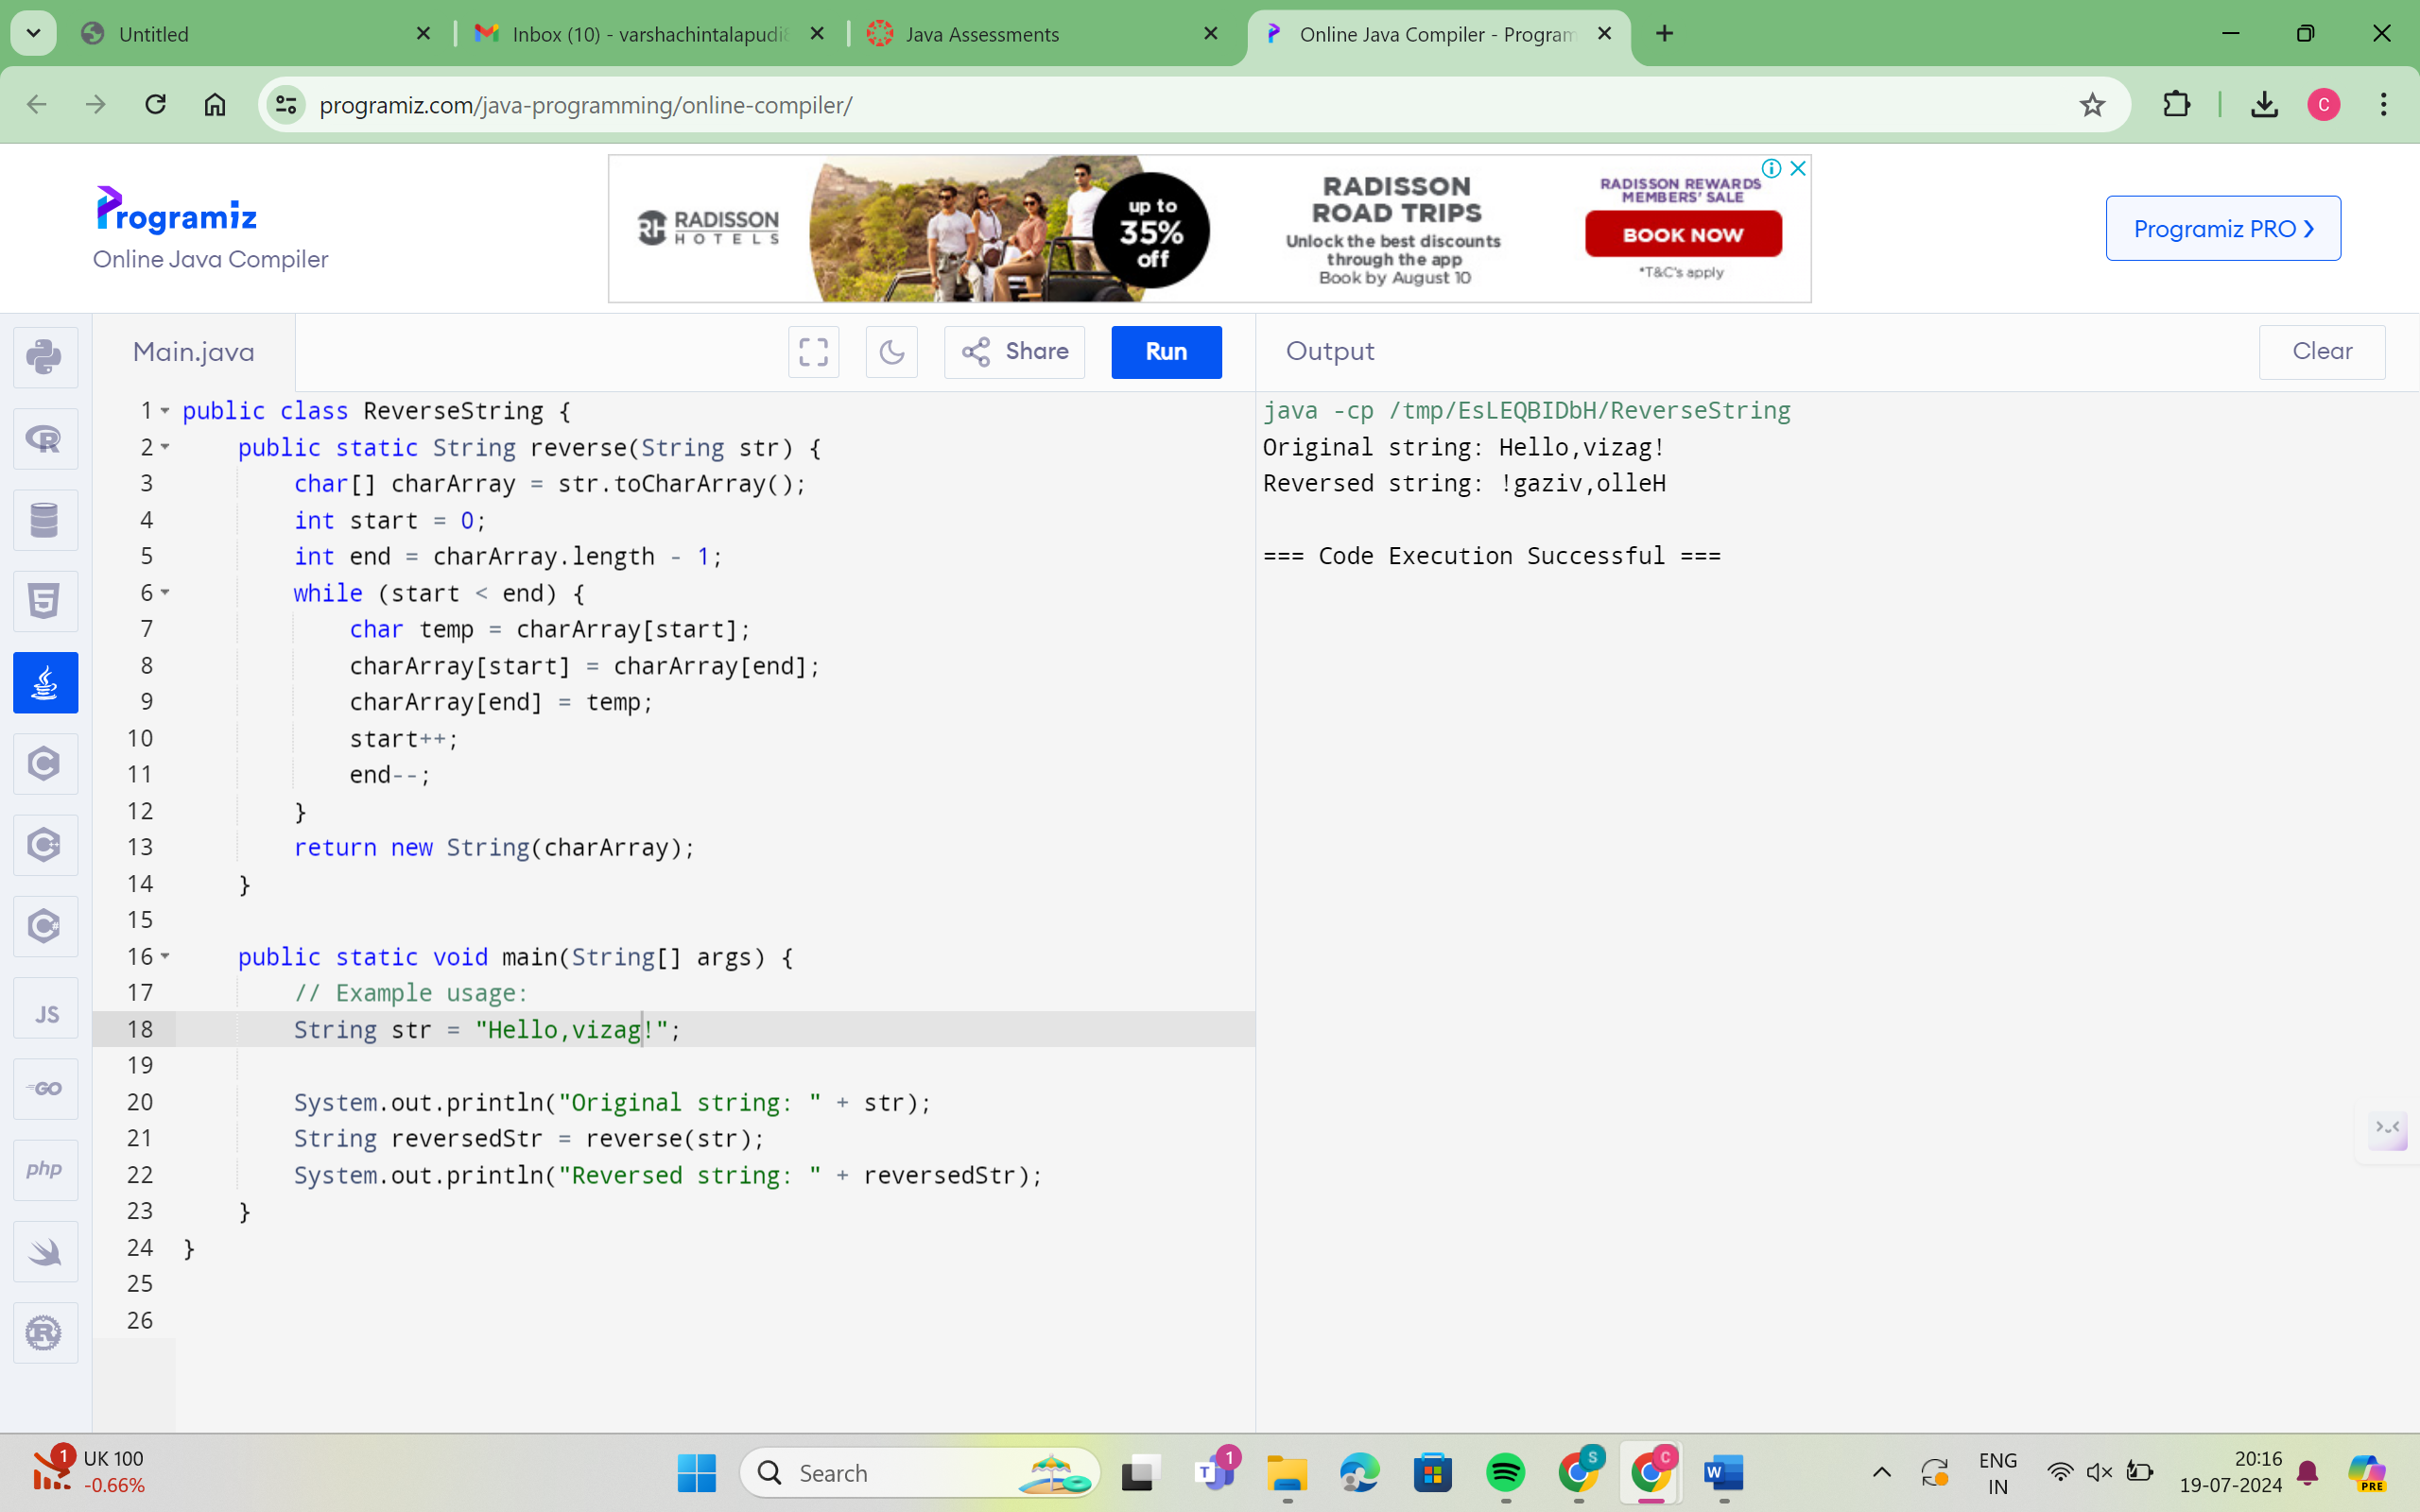 Untitled
Inbox (10) - varshachintalapudi
Java Assessments
Online Java Compiler - Program
programiz.com/java-programming/online-compiler/
C
Programiz
Online Java Compiler
RADISSON
HOTELS
up to
35%
off
RADISSON
ROAD TRIPS
Unlock the best discounts
through the app
Book by August 10
RADISSON REWARDS
MEMBERS' SALE
BOOK NOW
*T&C's apply
Programiz PRO ❯
Main.java
Share
Run
Output
Clear
1 public class ReverseString {
2     public static String reverse(String str) {
3         char[] charArray = str.toCharArray();
4         int start = 0;
5         int end = charArray.length - 1;
6         while (start < end) {
7             char temp = charArray[start];
8             charArray[start] = charArray[end];
9             charArray[end] = temp;
10             start++;
11             end--;
12         }
13         return new String(charArray);
14     }
15
16     public static void main(String[] args) {
17         // Example usage:
18         String str = "Hello,vizag!";
19
20         System.out.println("Original string: " + str);
21         String reversedStr = reverse(str);
22         System.out.println("Reversed string: " + reversedStr);
23     }
24 }
25
26
java -cp /tmp/EsLEQBIDbH/ReverseString
Original string: Hello,vizag!
Reversed string: !gaziv,olleH
=== Code Execution Successful ===
R
5
C
C++
C#
JS
GO
php
R
1
UK 100
-0.66%
Search
T
1
S
C
W
ENG
IN
20:16
19-07-2024
PRE